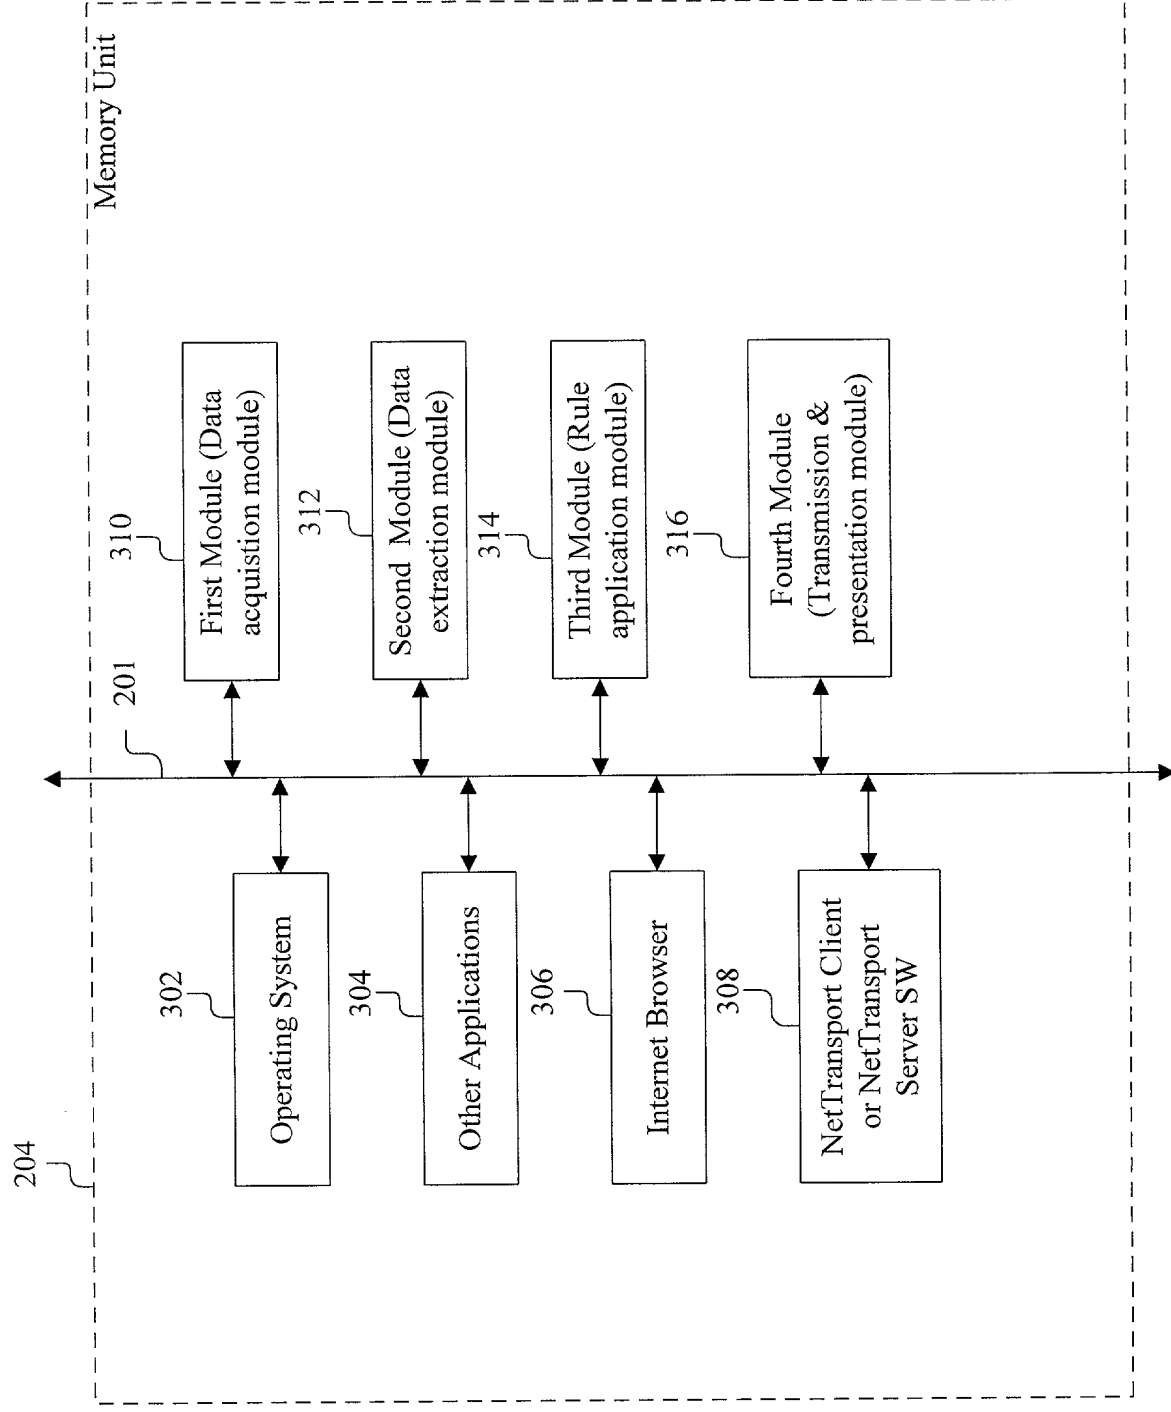 204
Memory Unit
201
302
Operating System
304
Other Applications
306
Internet Browser
308
NetTransport Client
or NetTransport
Server SW
310
First Module (Data
acquistion module)
312
Second Module (Data
extraction module)
314
Third Module (Rule
application module)
316
Fourth Module
(Transmission &
presentation module)